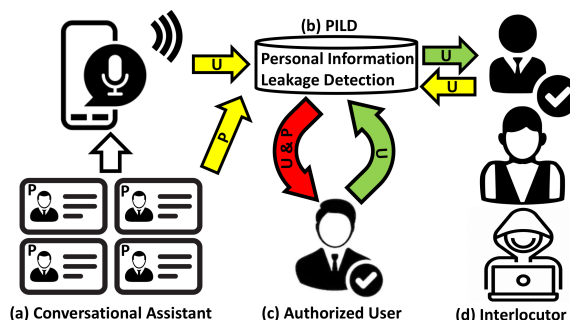 (b) PILD
Personal Information
Leakage Detection
U
U
U
P
U & P
U
P
P
P
P
(a) Conversational Assistant
(c) Authorized User
(d) Interlocutor